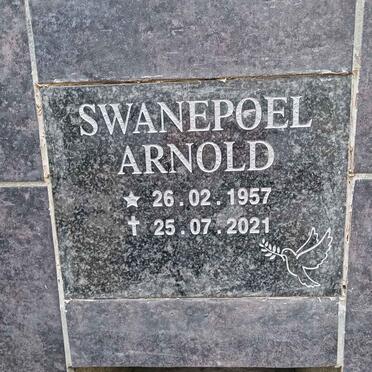 SWANEPOEL
ARNOLD
★ 26.02.1957
✝ 25.07.2021